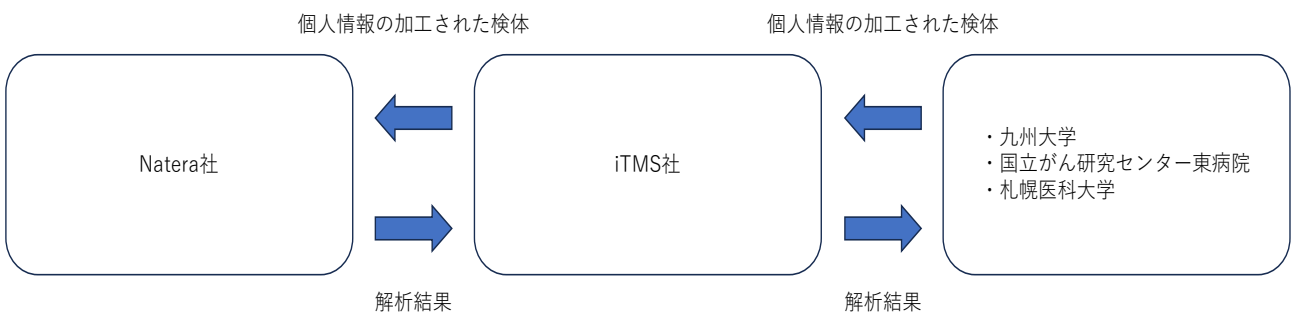 個人情報の加工された検体
個人情報の加工された検体
Natera社
iTMS社
・九州大学
・国立がん研究センター東病院
・札幌医科大学
解析結果
解析結果